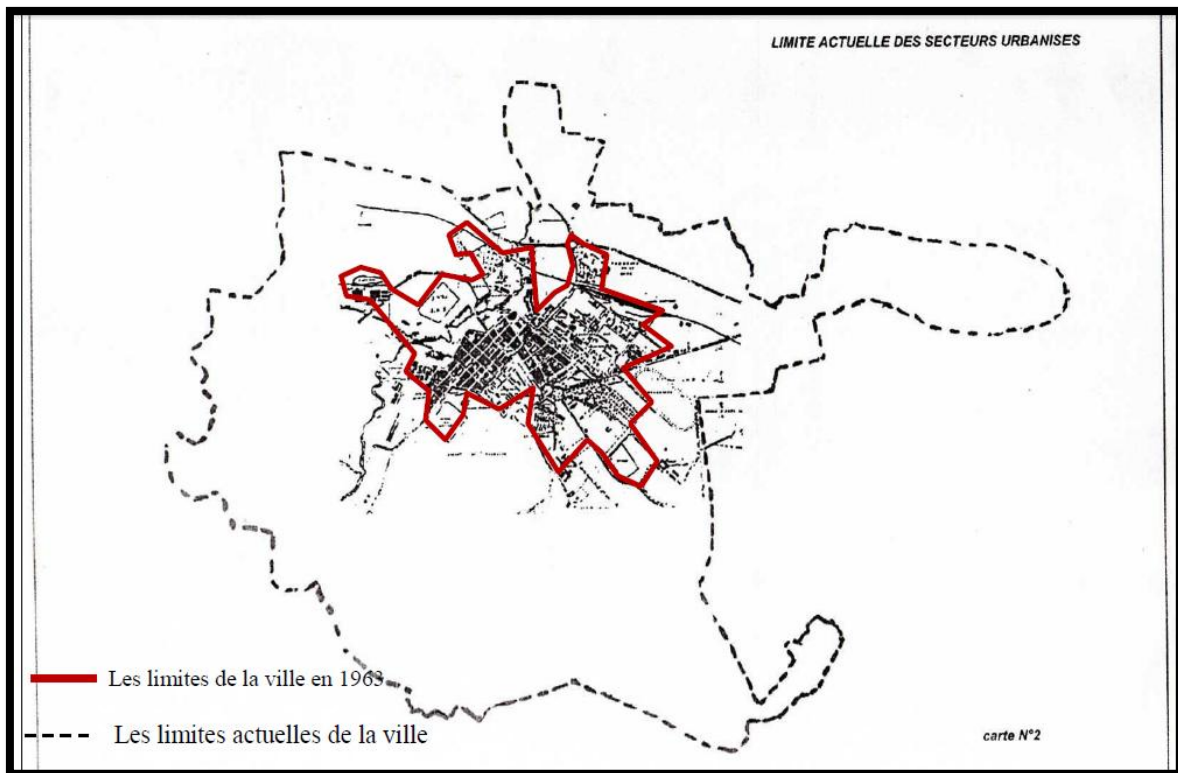 LIMITE ACTUELLE DES SECTEURS URBANISES
Les limites de la ville en 1963
Les limites actuelles de la ville
carte N°2